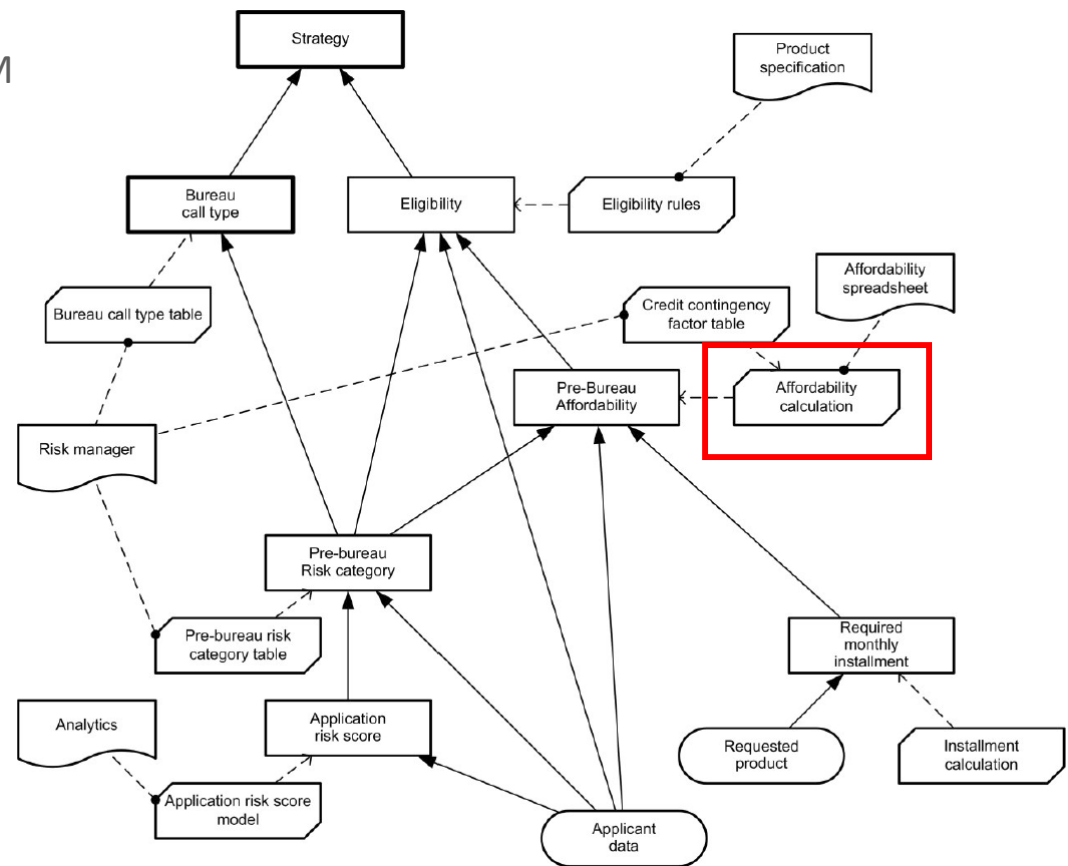 M
Strategy
Product
specification
Bureau
call type
Eligibility
Eligibility rules
Affordability
spreadsheet
Bureau call type table
Credit contingency
factor table
Pre-Bureau
Affordability
Affordability
calculation
Risk manager
Pre-bureau
Risk category
Pre-bureau risk
category table
Required
monthly
installment
Analytics
Application
risk score
Requested
product
Installment
calculation
Application risk score
model
Applicant
data